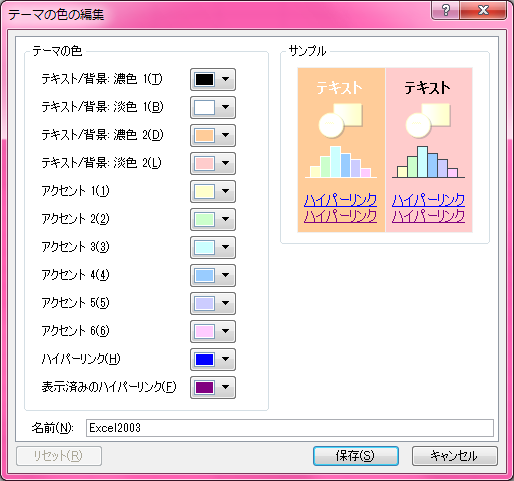 テーマの色の編集
テーマの色
テキスト/背景: 濃色 1(T)
テキスト/背景: 淡色 1(B)
テキスト/背景: 濃色 2(D)
テキスト/背景: 淡色 2(L)
アクセント 1(1)
アクセント 2(2)
アクセント 3(3)
アクセント 4(4)
アクセント 5(5)
アクセント 6(6)
ハイパーリンク(H)
表示済みのハイパーリンク(F)
サンプル
テキスト テキスト
ハイパーリンク ハイパーリンク
ハイパーリンク ハイパーリンク
名前(N): Excel2003
リセット(R) 保存(S) キャンセル